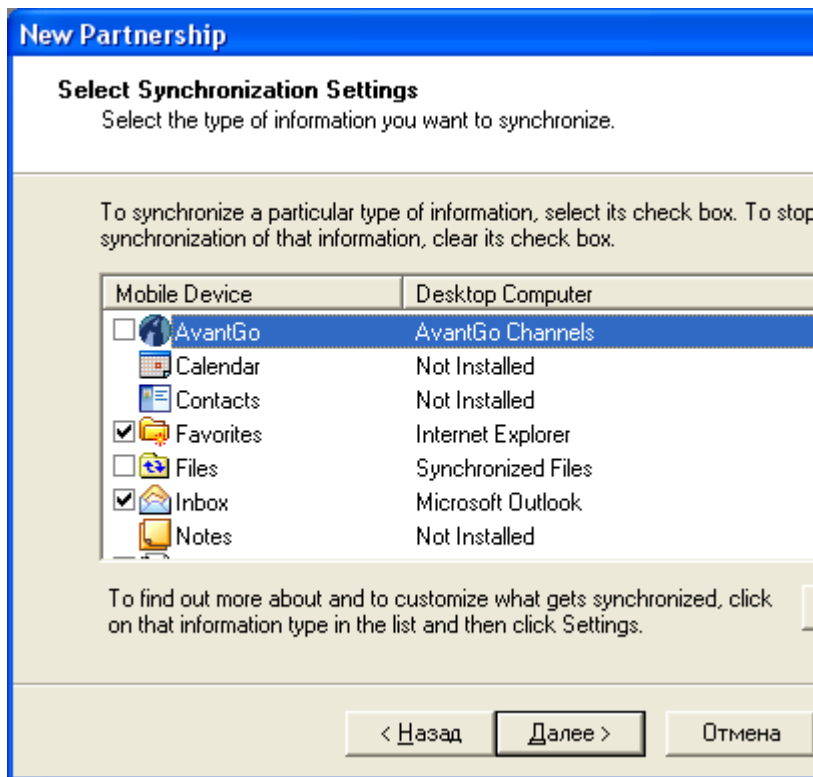 New Partnership
Select Synchronization Settings
Select the type of information you want to synchronize.
To synchronize a particular type of information, select its check box. To stop
synchronization of that information, clear its check box.
Mobile Device Desktop Computer
AvantGo AvantGo Channels
Calendar Not Installed
Contacts Not Installed
Favorites Internet Explorer
Files Synchronized Files
Inbox Microsoft Outlook
Notes Not Installed
To find out more about and to customize what gets synchronized, click
on that information type in the list and then click Settings.
< Назад Далее > Отмена